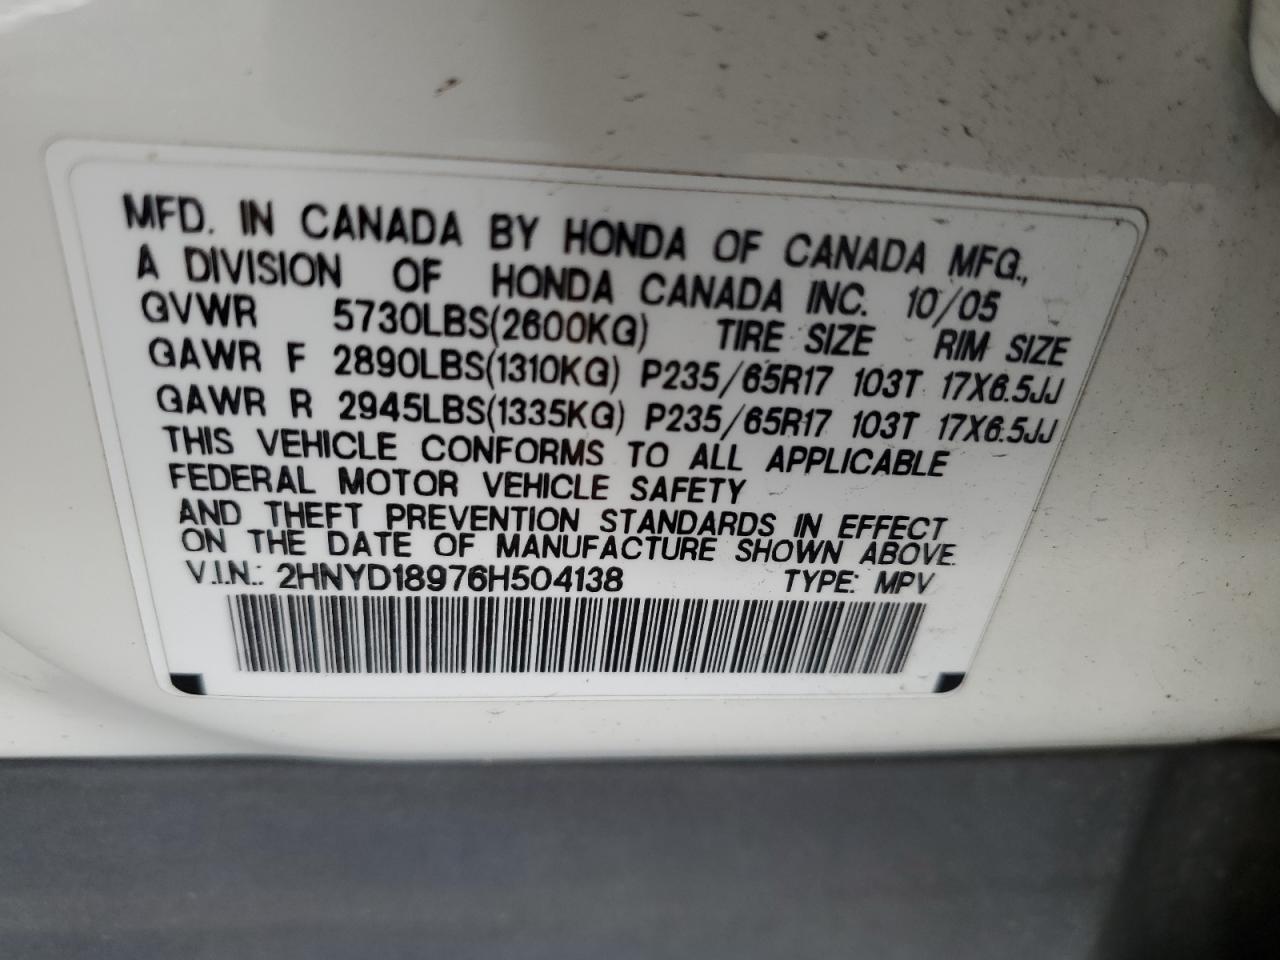 MFD. IN CANADA BY HONDA OF CANADA MFG.,
A DIVISION OF HONDA CANADA INC. 10/05
GVWR 5730LBS(2600KG) TIRE SIZE RIM SIZE
GAWR F 2890LBS(1310KG) P235/65R17 103T 17X6.5JJ
GAWR R 2945LBS(1335KG) P235/65R17 103T 17X6.5JJ
THIS VEHICLE CONFORMS TO ALL APPLICABLE
FEDERAL MOTOR VEHICLE SAFETY
AND THEFT PREVENTION STANDARDS IN EFFECT
ON THE DATE OF MANUFACTURE SHOWN ABOVE.
V.I.N.: 2HNYD18976H504138 TYPE: MPV